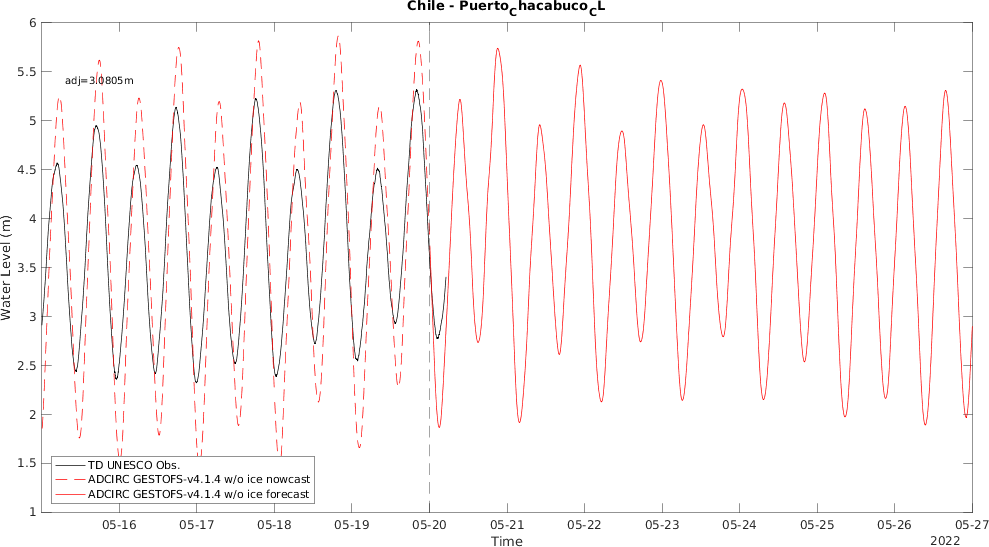 Chile - Puerto_Chacabuco_CL
6
5.5
5
4.5
4
3.5
3
2.5
2
1.5
1
Water Level (m)
adj=3.0805m
TD UNESCO Obs.
ADCIRC GESTOFS-v4.1.4 w/o ice nowcast
ADCIRC GESTOFS-v4.1.4 w/o ice forecast
05-16 05-17 05-18 05-19 05-20 05-21 05-22 05-23 05-24 05-25 05-26 05-27
Time
2022